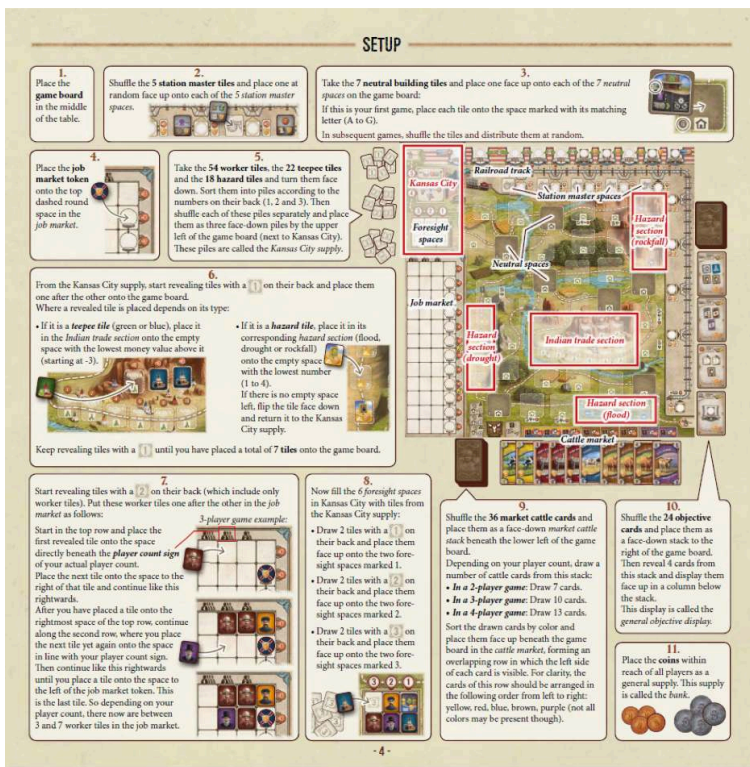 SETUP
1.
Place the
game board
in the middle
of the table.
2.
Shuffle the 5 station master tiles and place one at
random face up onto each of the 5 station master
spaces.
3.
Take the 7 neutral building tiles and place one face up onto each of the 7 neutral
spaces on the game board:
If this is your first game, place each tile onto the space marked with its matching
letter (A to G).
In subsequent games, shuffle the tiles and distribute them at random.
4.
Place the job
market token
onto the top
dashed round
space in the
job market.
5.
Take the 54 worker tiles, the 22 teepee tiles
and the 18 hazard tiles and turn them face
down. Sort them into piles according to the
numbers on their back (1, 2 and 3). Then
shuffle each of these piles separately and place
them as three face-down piles by the upper
left of the game board (next to Kansas City).
These piles are called the Kansas City supply.
Kansas City
Foresight
spaces
Railroad track
Station master spaces
Hazard
section
(rockfall)
Neutral spaces
Job market
Hazard
section
(drought)
Indian trade section
Hazard section
(flood)
Cattle market
6.
From the Kansas City supply, start revealing tiles with a 1 on their back and place them
one after the other onto the game board.
Where a revealed tile is placed depends on its type:
• If it is a teepee tile (green or blue), place it
in the Indian trade section onto the empty
space with the lowest money value above it
(starting at -3).
• If it is a hazard tile, place it in its
corresponding hazard section (flood,
drought or rockfall)
onto the empty space
with the lowest number
(1 to 4).
If there is no empty space
left, flip the tile face down
and return it to the Kansas
City supply.
Keep revealing tiles with a 1 until you have placed a total of 7 tiles onto the game board.
7.
Start revealing tiles with a 2 on their back (which include only
worker tiles). Put these worker tiles one after the other in the job
market as follows:
Start in the top row and place the
first revealed tile onto the space
directly beneath the player count sign
of your actual player count.
Place the next tile onto the space to the
right of that tile and continue like this
rightwards.
After you have placed a tile onto the
rightmost space of the top row, continue
along the second row, where you place
the next tile yet again onto the space
in line with your player count sign.
Then continue like this rightwards
until you place a tile onto the space to
the left of the job market token. This
is the last tile. So depending on your
player count, there now are between
3 and 7 worker tiles in the job market.
3-player game example:
8.
Now fill the 6 foresight spaces
in Kansas City with tiles from
the Kansas City supply:
• Draw 2 tiles with a 1 on
their back and place them
face up onto the two fore-
sight spaces marked 1.
• Draw 2 tiles with a 2 on
their back and place them
face up onto the two fore-
sight spaces marked 2.
• Draw 2 tiles with a 3 on
their back and place them
face up onto the two fore-
sight spaces marked 3.
3 2 1
9.
Shuffle the 36 market cattle cards and
place them as a face-down market cattle
stack beneath the lower left of the game
board.
Depending on your player count, draw a
number of cattle cards from this stack:
• In a 2-player game: Draw 7 cards.
• In a 3-player game: Draw 10 cards.
• In a 4-player game: Draw 13 cards.
Sort the drawn cards by color and
place them face up beneath the game
board in the cattle market, forming an
overlapping row in which the left side
of each card is visible. For clarity, the
cards of this row should be arranged in
the following order from left to right:
yellow, red, blue, brown, purple (not all
colors may be present though).
10.
Shuffle the 24 objective
cards and place them as
a face-down stack to the
right of the game board.
Then reveal 4 cards from
this stack and display them
face up in a column below
the stack.
This display is called the
general objective display.
11.
Place the coins within
reach of all players as a
general supply. This supply
is called the bank.
- 4 -